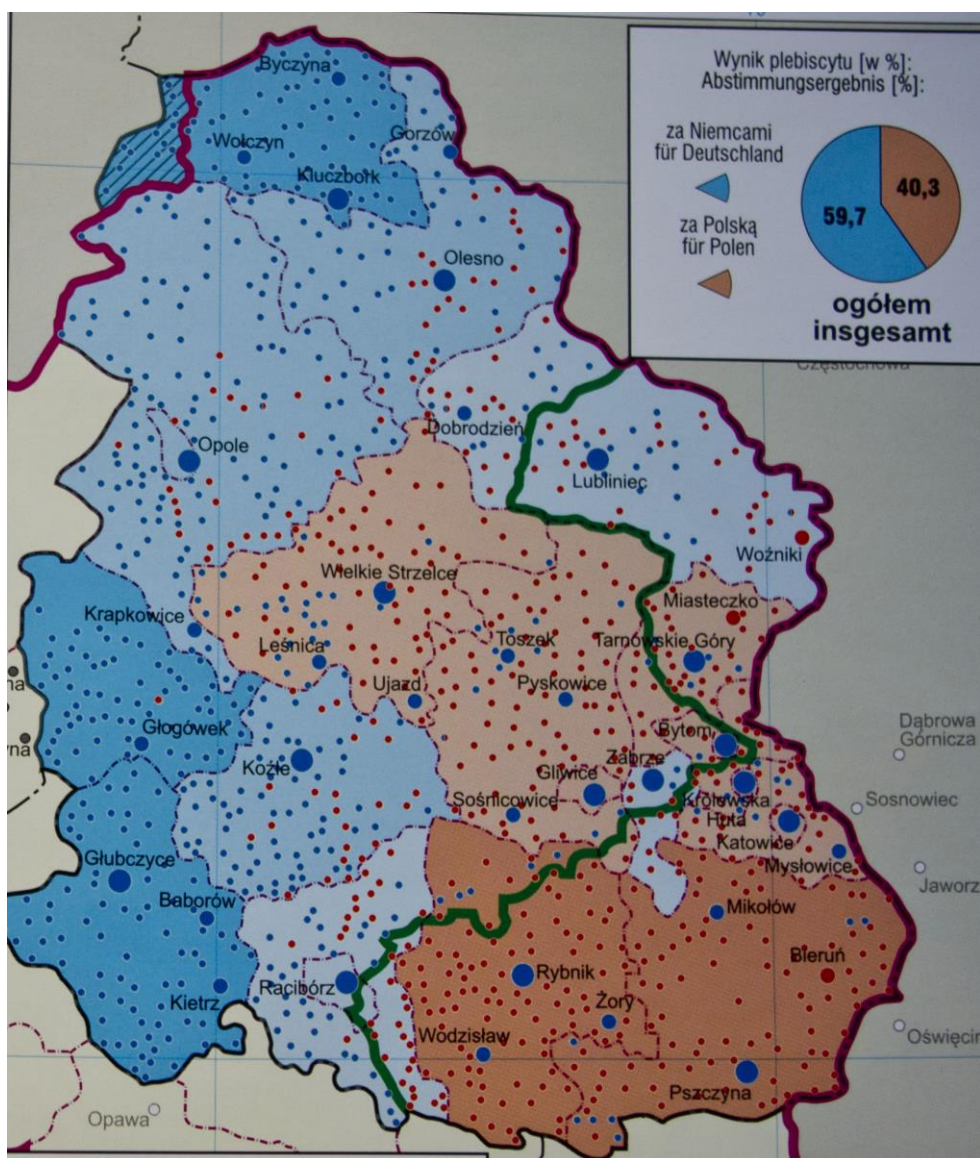 Wynik plebiscytu [w %]:
Abstimmungsergebnis [%]:
za Niemcami
für Deutschland
za Polską
für Polen
59,7
40,3
ogółem
insgesamt
Częstochowa
Byczyna
Wołczyn
Gorzów
Kluczbork
Olesno
Dobrodzień
Opole
Lubliniec
Woźniki
Wielkie Strzelce
Krapkowice
Miasteczko
Leśnica
Toszek
Tarnowskie Góry
Ujazd
Pyskowice
Głogówek
Bytom
Dąbrowa
Górnicza
Koźle
Zabrze
Gliwice
Sośnicowice
Królewska
Huta
Sosnowiec
Katowice
Głubczyce
Mysłowice
Jaworz
Baborów
Mikołów
Racibórz
Rybnik
Bieruń
Kietrz
Żory
Wodzisław
Oświęcim
Pszczyna
Opawa